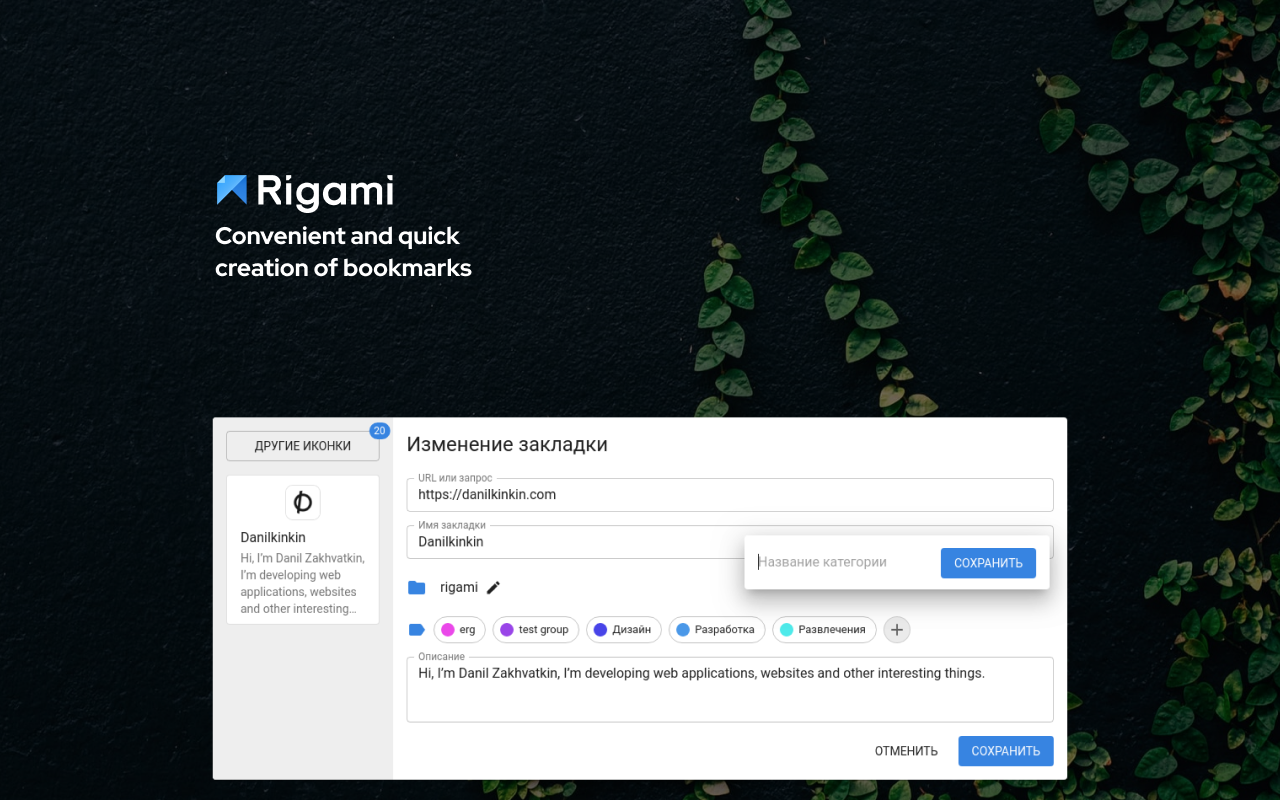 Rigami
Convenient and quick
creation of bookmarks
20
ДРУГИЕ ИКОНКИ
Danilkinkin
Hi, I'm Danil Zakhvatkin,
I'm developing web
applications, websites
and other interesting...
Изменение закладки
URL или запрос
https://danilkinkin.com
Имя закладки
Danilkinkin
Название категории
СОХРАНИТЬ
rigami
erg
test group
Дизайн
Разработка
Развлечения
Описание
Hi, I'm Danil Zakhvatkin, I'm developing web applications, websites and other interesting things.
ОТМЕНИТЬ
СОХРАНИТЬ